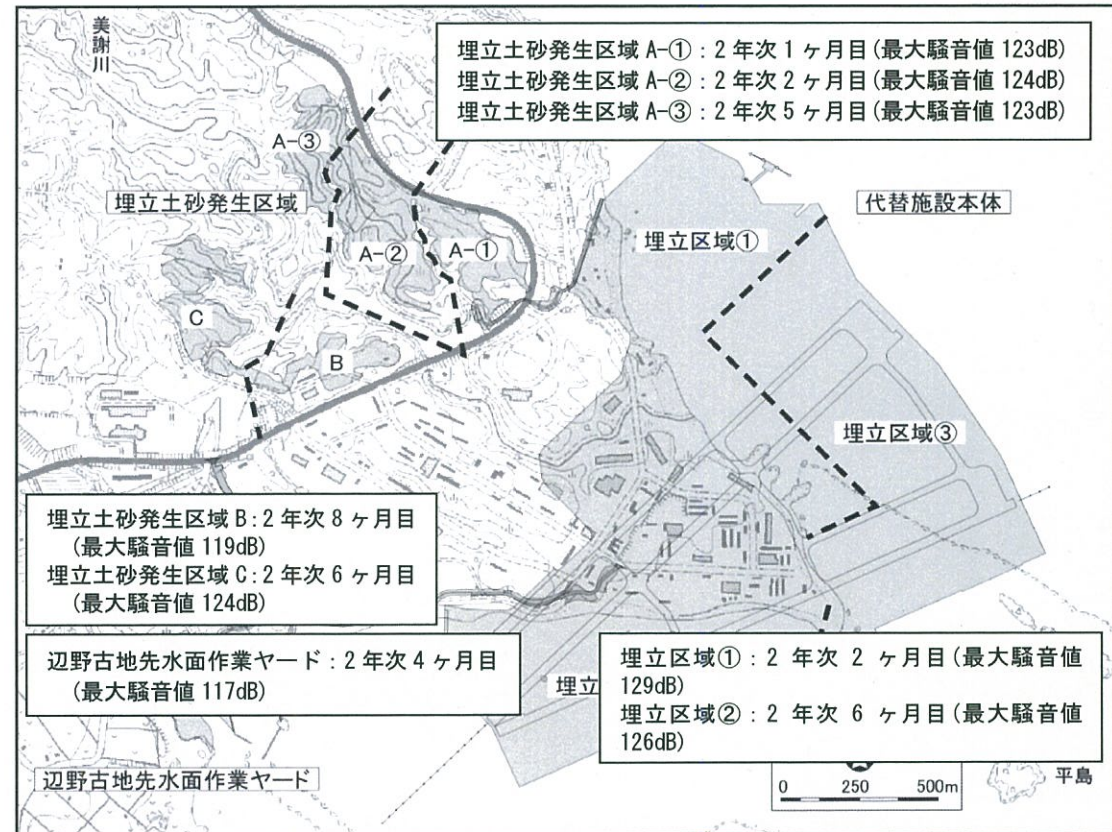 美謝川
埋立土砂発生区域 A-①：2 年次 1 ヶ月目(最大騒音値 123dB)
埋立土砂発生区域 A-②：2 年次 2 ヶ月目(最大騒音値 124dB)
埋立土砂発生区域 A-③：2 年次 5 ヶ月目(最大騒音値 123dB)
A-③
埋立土砂発生区域
代替施設本体
埋立区域①
A-②
A-①
C
B
埋立区域③
埋立土砂発生区域 B：2 年次 8 ヶ月目
(最大騒音値 119dB)
埋立土砂発生区域 C：2 年次 6 ヶ月目
(最大騒音値 124dB)
辺野古地先水面作業ヤード：2 年次 4 ヶ月目
(最大騒音値 117dB)
埋立
埋立区域①：2 年次 2 ヶ月目(最大騒音値
129dB)
埋立区域②：2 年次 6 ヶ月目(最大騒音値
126dB)
辺野古地先水面作業ヤード
0 250 500m
平島